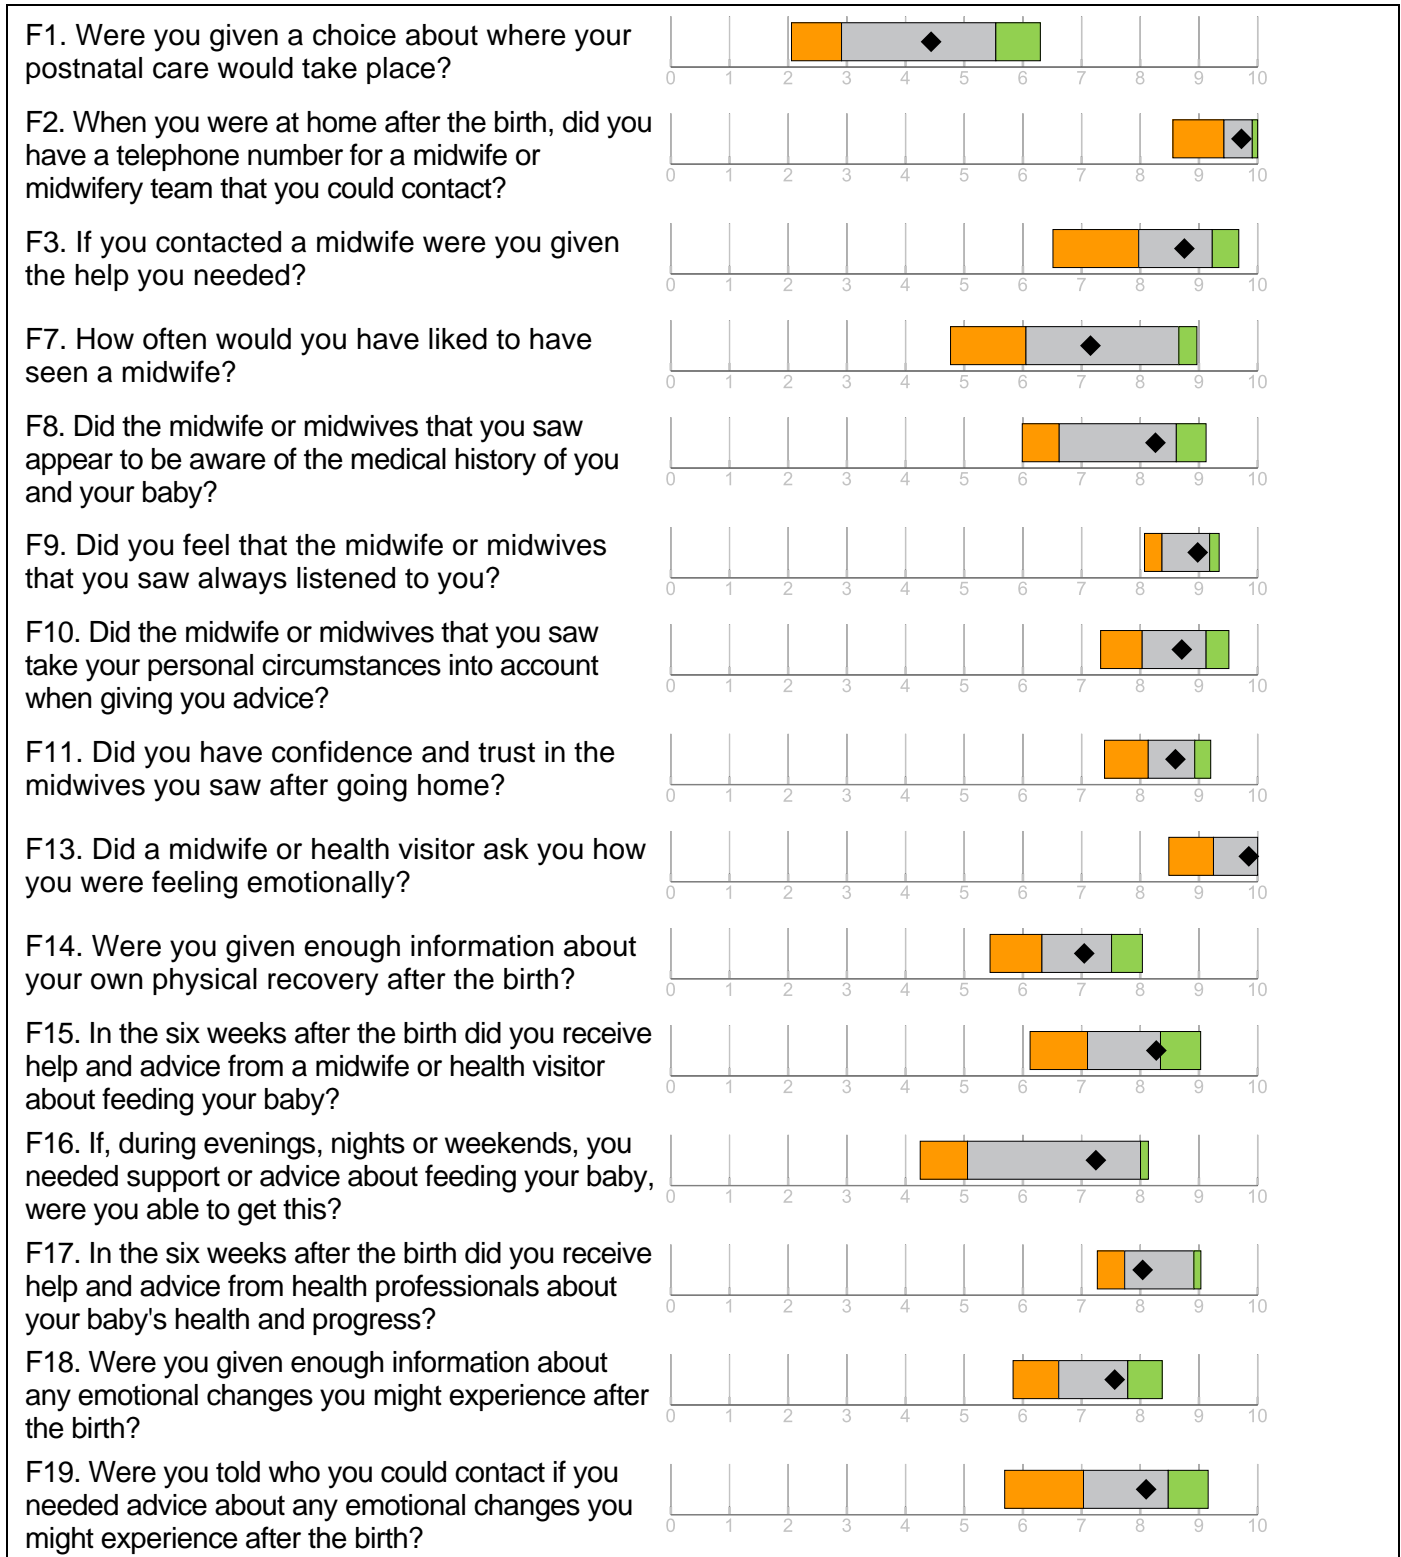 F1. Were you given a choice about where your
postnatal care would take place?
0 1 2 3 4 5 6 7 8 9 10
F2. When you were at home after the birth, did you
have a telephone number for a midwife or
midwifery team that you could contact?
0 1 2 3 4 5 6 7 8 9 10
F3. If you contacted a midwife were you given
the help you needed?
0 1 2 3 4 5 6 7 8 9 10
F7. How often would you have liked to have
seen a midwife?
0 1 2 3 4 5 6 7 8 9 10
F8. Did the midwife or midwives that you saw
appear to be aware of the medical history of you
and your baby?
0 1 2 3 4 5 6 7 8 9 10
F9. Did you feel that the midwife or midwives
that you saw always listened to you?
0 1 2 3 4 5 6 7 8 9 10
F10. Did the midwife or midwives that you saw
take your personal circumstances into account
when giving you advice?
0 1 2 3 4 5 6 7 8 9 10
F11. Did you have confidence and trust in the
midwives you saw after going home?
0 1 2 3 4 5 6 7 8 9 10
F13. Did a midwife or health visitor ask you how
you were feeling emotionally?
0 1 2 3 4 5 6 7 8 9 10
F14. Were you given enough information about
your own physical recovery after the birth?
0 1 2 3 4 5 6 7 8 9 10
F15. In the six weeks after the birth did you receive
help and advice from a midwife or health visitor
about feeding your baby?
0 1 2 3 4 5 6 7 8 9 10
F16. If, during evenings, nights or weekends, you
needed support or advice about feeding your baby,
were you able to get this?
0 1 2 3 4 5 6 7 8 9 10
F17. In the six weeks after the birth did you receive
help and advice from health professionals about
your baby's health and progress?
0 1 2 3 4 5 6 7 8 9 10
F18. Were you given enough information about
any emotional changes you might experience after
the birth?
0 1 2 3 4 5 6 7 8 9 10
F19. Were you told who you could contact if you
needed advice about any emotional changes you
might experience after the birth?
0 1 2 3 4 5 6 7 8 9 10